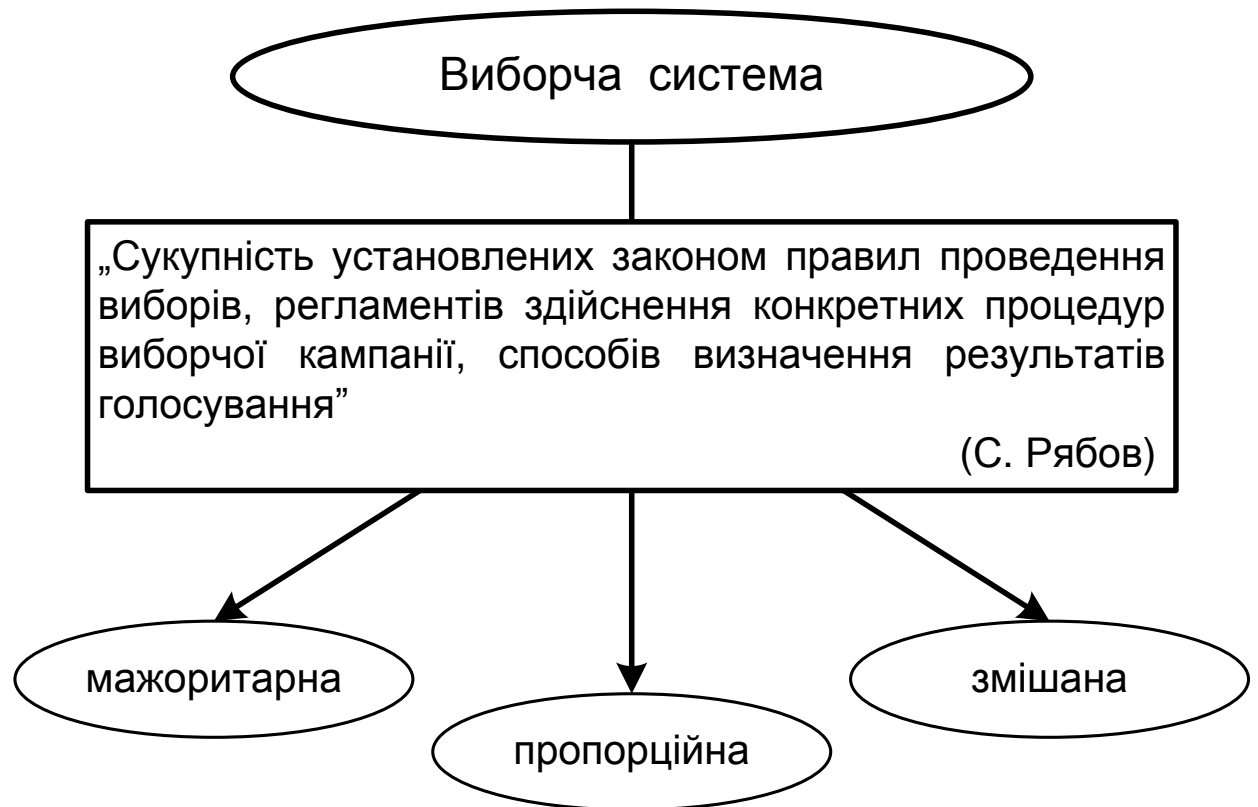 Виборча система
„Сукупність установлених законом правил проведення
виборів, регламентів здійснення конкретних процедур
виборчої кампанії, способів визначення результатів
голосування”
(С. Рябов)
мажоритарна
змішана
пропорційна